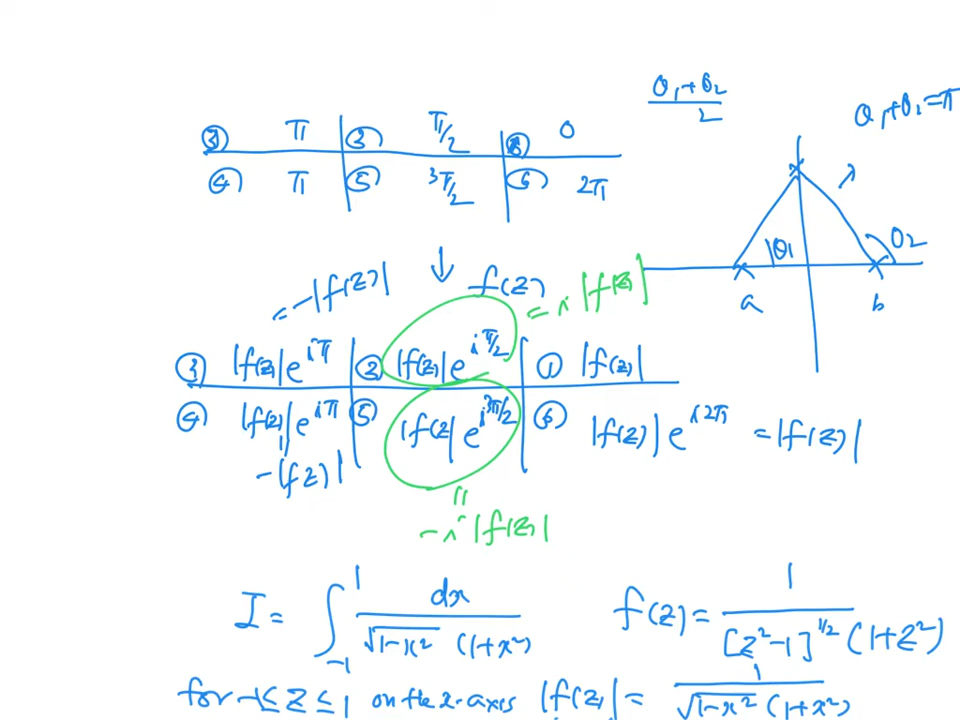 θ₁+θ₂ / 2
θ₁+θ₂=π
③ π | ② π/2 | 0
④ π | ⑤ 3π/2 | ⑥ 2π
θ₁ θ₂
a b
= -|f(z)| ↓ f(z) = i |f(z)|
③ |f(z)|e^{iπ} | ② |f(z)|e^{iπ/2} | ① |f(z)|
④ |f(z)|e^{iπ} | ⑤ |f(z)|e^{i3π/2} | ⑥ |f(z)|e^{i2π} = |f(z)|
= -|f(z)|
= -i |f(z)|
I = ∫_{-1}^{1} dx / √(1-x²) (1+x²) f(z) = 1 / [z²-1]^{1/2} (1+z²)
for -1≤z≤1 on the x-axis |f(z)| = 1 / √(1-x²) (1+x²)